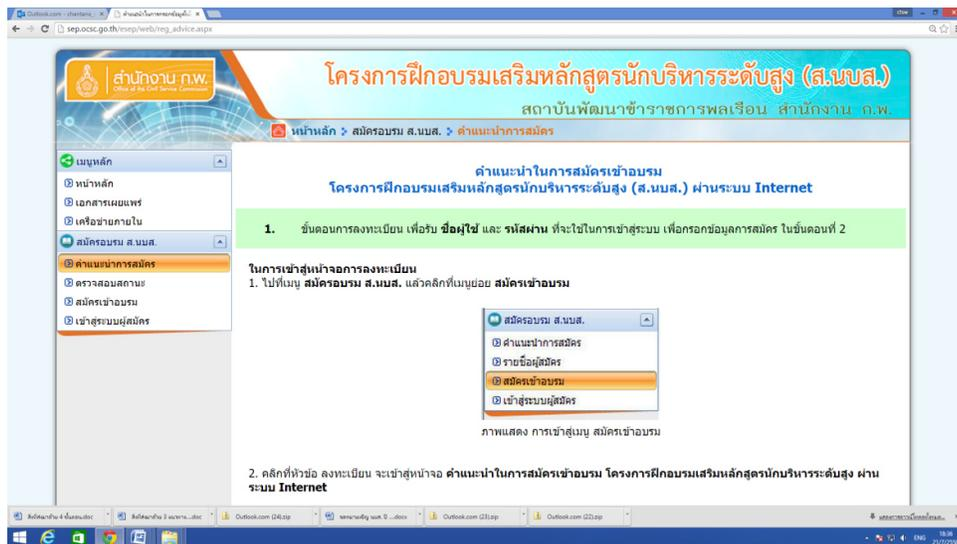 Outlook.com - chantana_
คำแนะนำในการกรอกข้อมูลใ
sep.ocsc.go.th/esep/web/reg_advice.aspx
สำนักงาน ก.พ.
Office of the Civil Service Commission
โครงการฝึกอบรมเสริมหลักสูตรนักบริหารระดับสูง (ส.นบส.)
สถาบันพัฒนาข้าราชการพลเรือน สำนักงาน ก.พ.
หน้าหลัก สมัครอบรม ส.นบส. คำแนะนำการสมัคร
เมนูหลัก
หน้าหลัก
เอกสารเผยแพร่
เครือข่ายภายใน
สมัครอบรม ส.นบส.
คำแนะนำการสมัคร
ตรวจสอบสถานะ
สมัครเข้าอบรม
เข้าสู่ระบบผู้สมัคร
คำแนะนำในการสมัครเข้าอบรม
โครงการฝึกอบรมเสริมหลักสูตรนักบริหารระดับสูง (ส.นบส.) ผ่านระบบ Internet
1. ขั้นตอนการลงทะเบียน เพื่อรับ ชื่อผู้ใช้ และ รหัสผ่าน ที่จะใช้ในการเข้าสู่ระบบ เพื่อกรอกข้อมูลการสมัคร ในขั้นตอนที่ 2
ในการเข้าสู่หน้าจอการลงทะเบียน
1. ไปที่เมนู สมัครอบรม ส.นบส. แล้วคลิกที่เมนูย่อย สมัครเข้าอบรม
สมัครอบรม ส.นบส.
คำแนะนำการสมัคร
รายชื่อผู้สมัคร
สมัครเข้าอบรม
เข้าสู่ระบบผู้สมัคร
ภาพแสดง การเข้าสู่เมนู สมัครเข้าอบรม
2. คลิกที่หัวข้อ ลงทะเบียน จะเข้าสู่หน้าจอ คำแนะนำในการสมัครเข้าอบรม โครงการฝึกอบรมเสริมหลักสูตรนักบริหารระดับสูง ผ่าน
ระบบ Internet
Outlook.com (24).zip
Outlook.com (23).zip
Outlook.com (22).zip
ENG
18:36